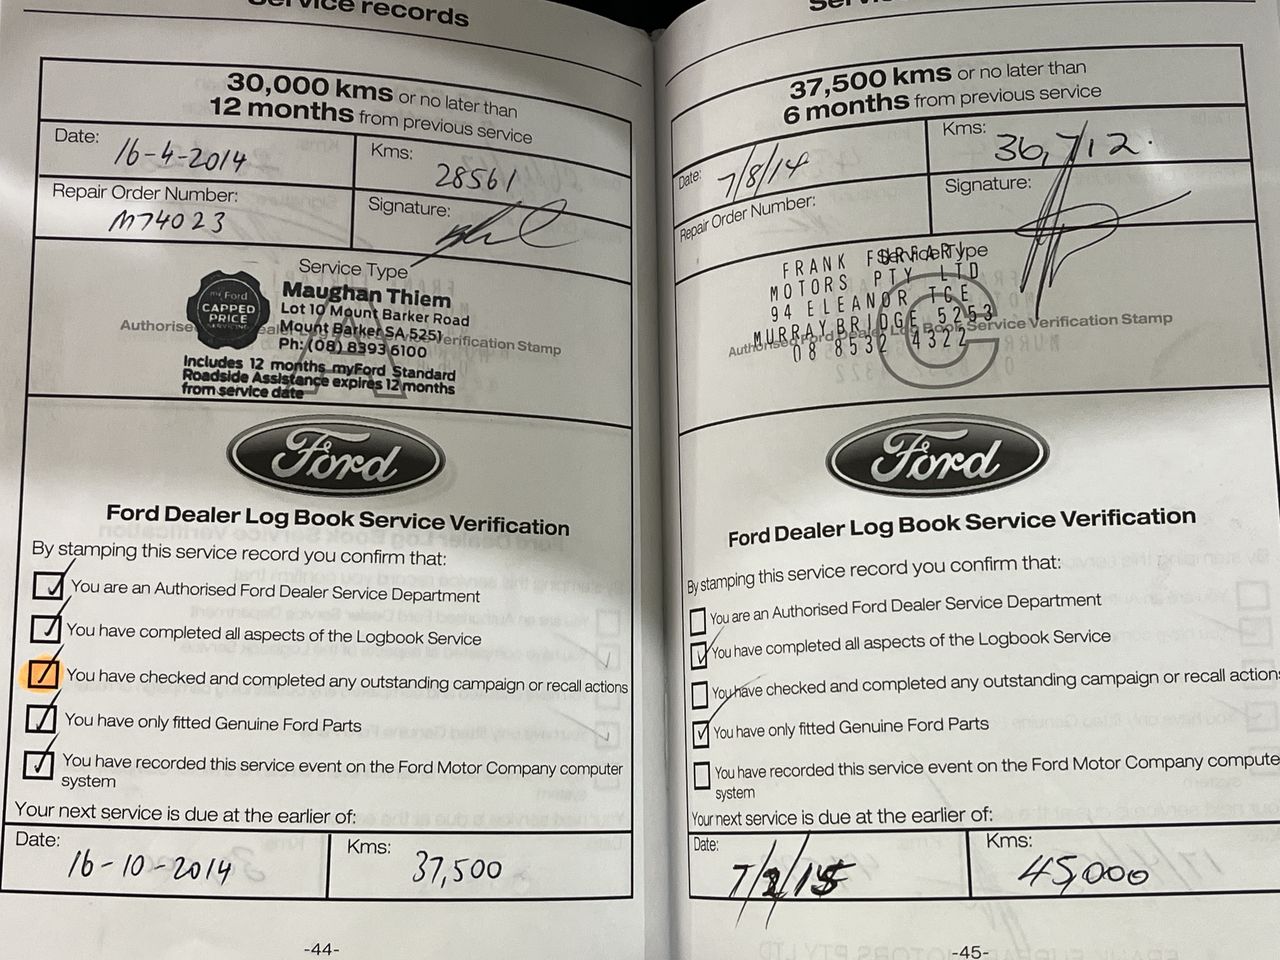 Service records
30,000 kms or no later than
12 months from previous service
Date: 16-4-2014
Kms: 28561
Repair Order Number: M74023
Signature:
Service Type
my Ford
CAPPED
PRICE
SERVICING
Maughan Thiem
Lot 10 Mount Barker Road
Mount Barker SA 5251
Ph: (08) 8393 6100
Authorised Ford Dealer Log Book Service Verification Stamp
A
Includes 12 months myFord Standard
Roadside Assistance expires 12 months
from service date
Ford
Ford Dealer Log Book Service Verification
By stamping this service record you confirm that:
You are an Authorised Ford Dealer Service Department
You have completed all aspects of the Logbook Service
You have checked and completed any outstanding campaign or recall actions
You have only fitted Genuine Ford Parts
You have recorded this service event on the Ford Motor Company computer
system
Your next service is due at the earlier of:
Date: 16-10-2014
Kms: 37,500
-44-
37,500 kms or no later than
6 months from previous service
Date: 7/8/14
Kms: 36,712.
Repair Order Number:
Signature:
Service Type
FRANK FURFARI
MOTORS PTY LTD
94 ELEANOR TCE
MURRAY BRIDGE 5253
08 8532 4322
Authorised Ford Dealer Log Book Service Verification Stamp
C
Ford
Ford Dealer Log Book Service Verification
By stamping this service record you confirm that:
You are an Authorised Ford Dealer Service Department
You have completed all aspects of the Logbook Service
You have checked and completed any outstanding campaign or recall actions
You have only fitted Genuine Ford Parts
You have recorded this service event on the Ford Motor Company compute
system
Your next service is due at the earlier of:
Date: 7/2/15
Kms: 45,000
-45-